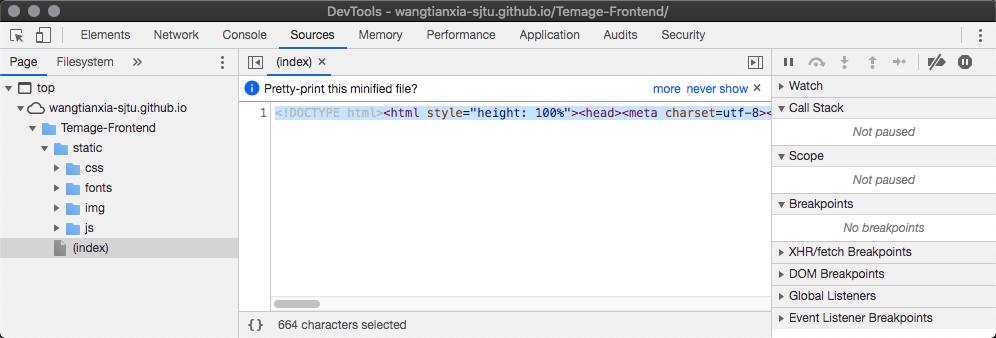 DevTools - wangtianxia-sjtu.github.io/Temage-Frontend/
Elements Network Console Sources Memory Performance Application Audits Security
Page Filesystem »
(index) ×
top
wangtianxia-sjtu.github.io
Temage-Frontend
static
css
fonts
img
js
(index)
Pretty-print this minified file? more never show ×
1 <!DOCTYPE html><html style="height: 100%"><head><meta charset=utf-8><
{} 664 characters selected
Watch
Call Stack
Not paused
Scope
Not paused
Breakpoints
No breakpoints
XHR/fetch Breakpoints
DOM Breakpoints
Global Listeners
Event Listener Breakpoints